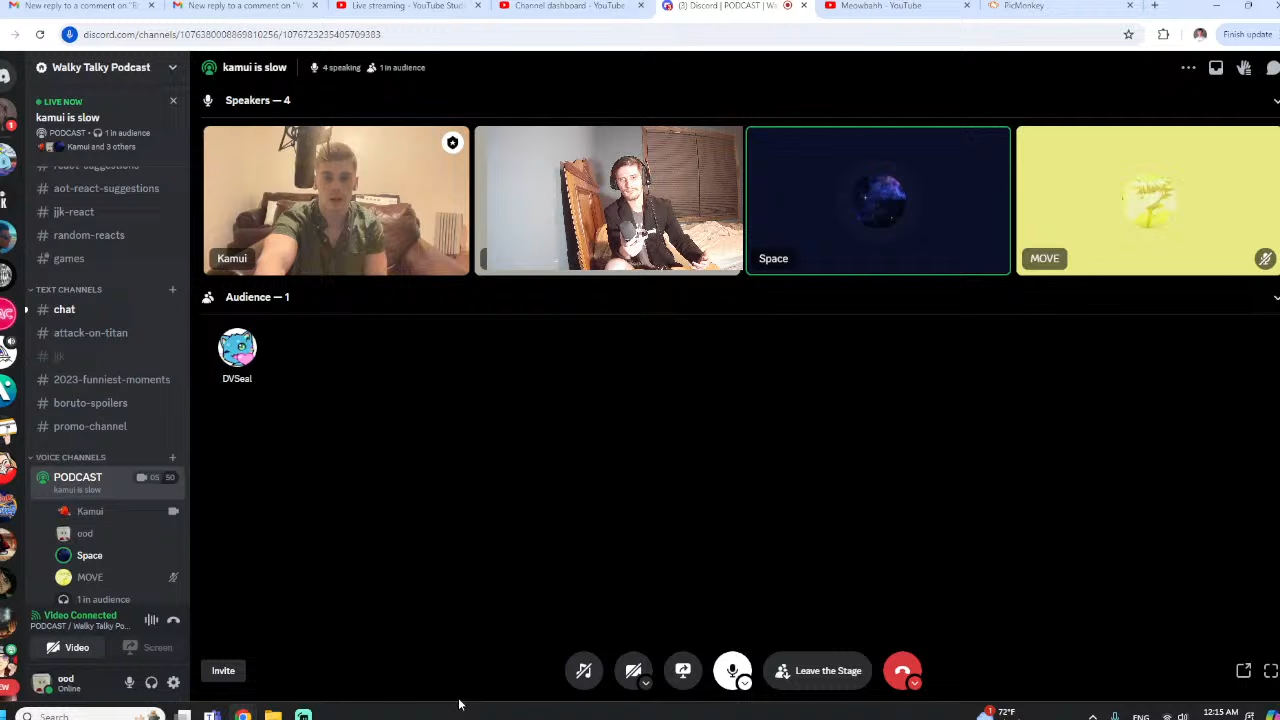 New reply to a comment on "E
New reply to a comment on "Y
Live streaming - YouTube Studi
Channel dashboard - YouTube
(3) Discord | PODCAST | Wa
Meowbahh - YouTube
PicMonkey
discord.com/channels/1076380008869810256/1076723235405709383
Finish update
Walky Talky Podcast
kamui is slow
4 speaking
1 in audience
LIVE NOW
kamui is slow
PODCAST • 1 in audience
Kamui and 3 others
Speakers — 4
react-suggestions
aot-react-suggestions
jjk-react
random-reacts
games
Kamui
Space
MOVE
TEXT CHANNELS
chat
attack-on-titan
jjk
2023-funniest-moments
boruto-spoilers
promo-channel
Audience — 1
DVSeal
VOICE CHANNELS
PODCAST
05 50
kamui is slow
Kamui
ood
Space
MOVE
1 in audience
Video Connected
PODCAST / Walky Talky Po...
Video
Screen
Invite
Leave the Stage
ood
Online
Search
72°F
ENG
12:15 AM